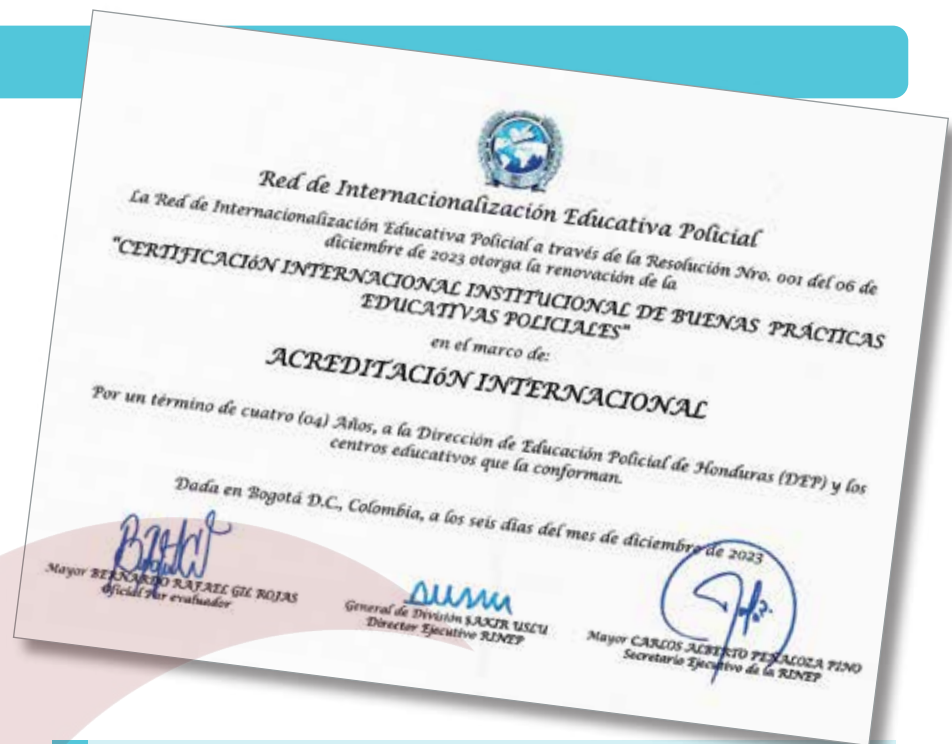 Red de Internacionalización Educativa Policial
La Red de Internacionalización Educativa Policial a través de la Resolución Nro. 001 del 06 de
diciembre de 2023 otorga la renovación de la
"CERTIFICACIóN INTERNACIONAL INSTITUCIONAL DE BUENAS PRÁCTICAS
EDUCATIVAS POLICIALES"
en el marco de:
ACREDITACIóN INTERNACIONAL
Por un término de cuatro (04) Años, a la Dirección de Educación Policial de Honduras (DEP) y los
centros educativos que la conforman.
Dada en Bogotá D.C., Colombia, a los seis días del mes de diciembre de 2023
Mayor BERNARDO RAFAEL GIL ROJAS
Oficial Par evaluador
General de División ŞAKIR USLU
Director Ejecutivo RINEP
Mayor CARLOS ALBERTO PEÑALOZA PINO
Secretario Ejecutivo de la RINEP